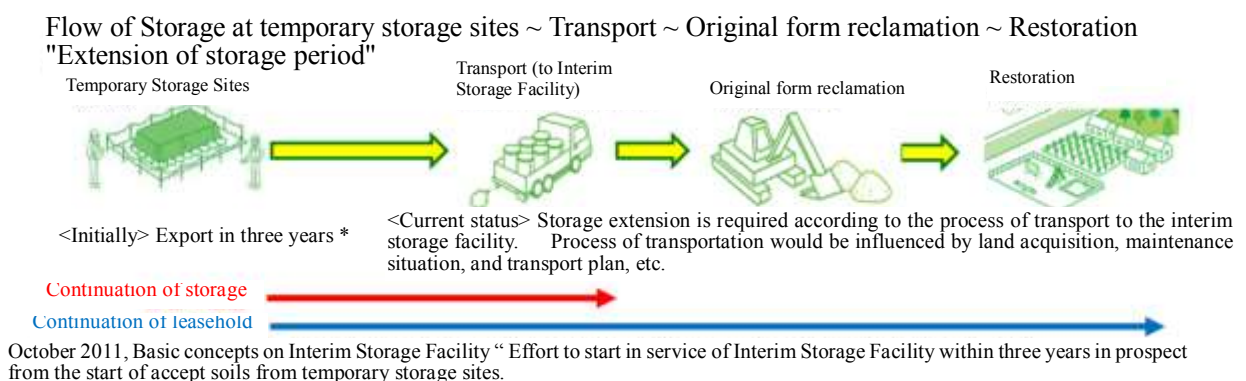 Flow of Storage at temporary storage sites ~ Transport ~ Original form reclamation ~ Restoration
"Extension of storage period"
Temporary Storage Sites
Transport (to Interim
Storage Facility)
Original form reclamation
Restoration
<Initially> Export in three years *
<Current status> Storage extension is required according to the process of transport to the interim
storage facility. Process of transportation would be influenced by land acquisition, maintenance
situation, and transport plan, etc.
Continuation of storage
Continuation of leasehold
October 2011, Basic concepts on Interim Storage Facility “ Effort to start in service of Interim Storage Facility within three years in prospect
from the start of accept soils from temporary storage sites.